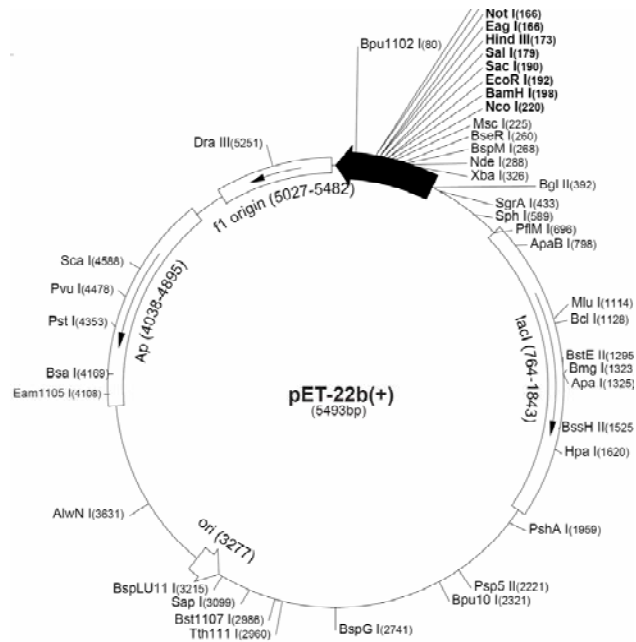 Not I(166)
Eag I(166)
Hind III(173)
Sal I(179)
Sac I(190)
EcoR I(192)
BamH I(198)
Nco I(220)
Bpu1102 I(80)
Msc I(225)
BseR I(260)
BspM I(268)
Nde I(288)
Xba I(326)
Bgl II(392)
SgrA I(433)
Sph I(589)
PflM I(696)
ApaB I(798)
Mlu I(1114)
Bcl I(1128)
BstE II(1295
Bmg I(1323
Apa I(1325)
BssH II(1525
Hpa I(1620)
PshA I(1959)
Psp5 II(2221)
Bpu10 I(2321)
BspG I(2741)
Tth111 I(2960)
Bst1107 I(2986)
Sap I(3099)
BspLU11 I(3215)
AlwN I(3631)
Eam1105 I(4108)
Bsa I(4169)
Pst I(4353)
Pvu I(4478)
Sca I(4588)
Dra III(5251)
f1 origin (5027-5482)
Ap (4038-4895)
lacI (764-1843)
ori (3277)
pET-22b(+)
(5493bp)